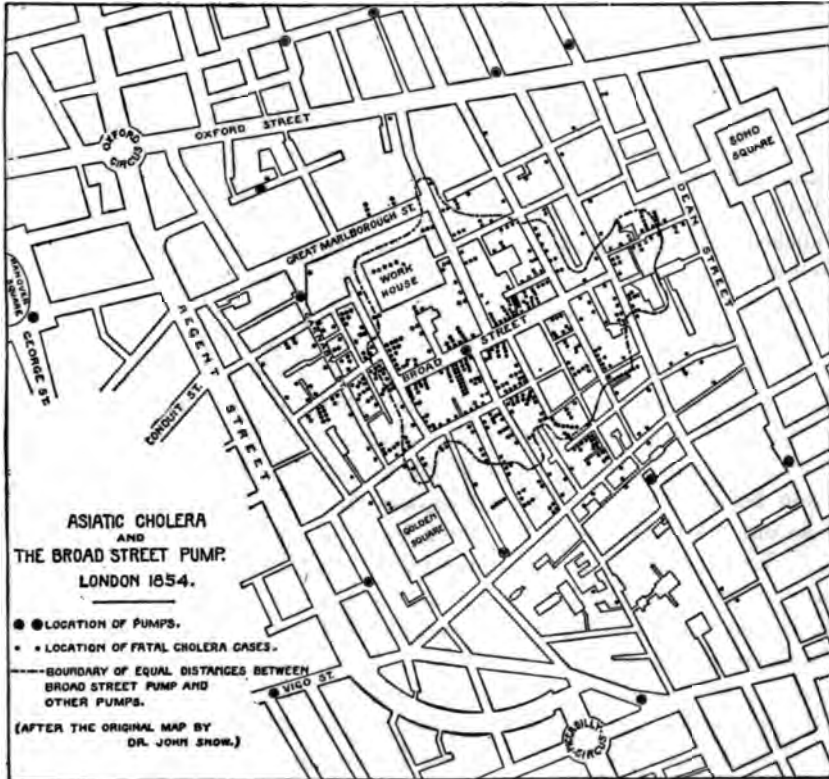 OXFORD STREET
OXFORD
CIRCUS
SOHO
SQUARE
DEAN STREET
GREAT MARLBOROUGH ST.
WORK
HOUSE
HANOVER
SQUARE
GEORGE ST.
REGENT STREET
CONDUIT ST.
BROAD STREET
GOLDEN
SQUARE
ASIATIC CHOLERA
AND
THE BROAD STREET PUMP.
LONDON 1854.
LOCATION OF PUMPS.
LOCATION OF FATAL CHOLERA CASES.
BOUNDARY OF EQUAL DISTANCES BETWEEN
BROAD STREET PUMP AND
OTHER PUMPS.
VIGO ST.
(AFTER THE ORIGINAL MAP BY
DR. JOHN SNOW.)
PICCADILLY
CIRCUS